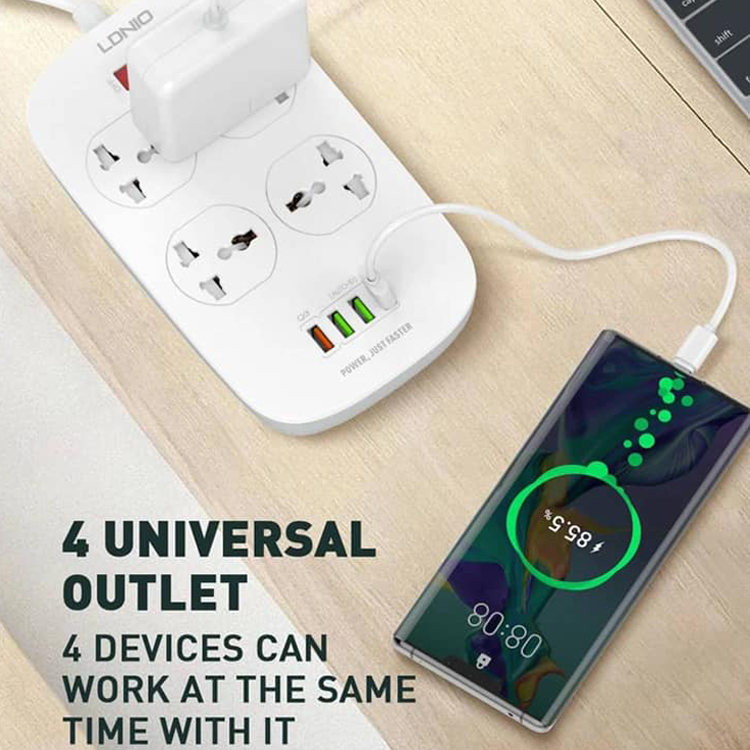 LDNIO
shift
QC3
AUTO-ID
POWER, JUST FASTER
85.5%
08:08
4 UNIVERSAL
OUTLET
4 DEVICES CAN
WORK AT THE SAME
TIME WITH IT